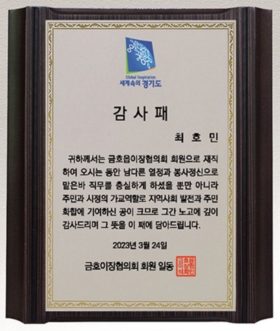 Global Inspiration
세계속의 경기도
감 사 패
최 호 민
귀하께서는 금호읍이장협의회 회원으로 재직
하여 오시는 동안 남다른 열정과 봉사정신으로
맡은바 직무를 충실하게 하셨을 뿐만 아니라
주민과 시정의 가교역할로 지역사회 발전과 주민
화합에 기여하신 공이 크므로 그간 노고에 깊이
감사드리며 그 뜻을 이 패에 담아드립니다.
2023년 3월 24일
금호이장협의회 회원 일동